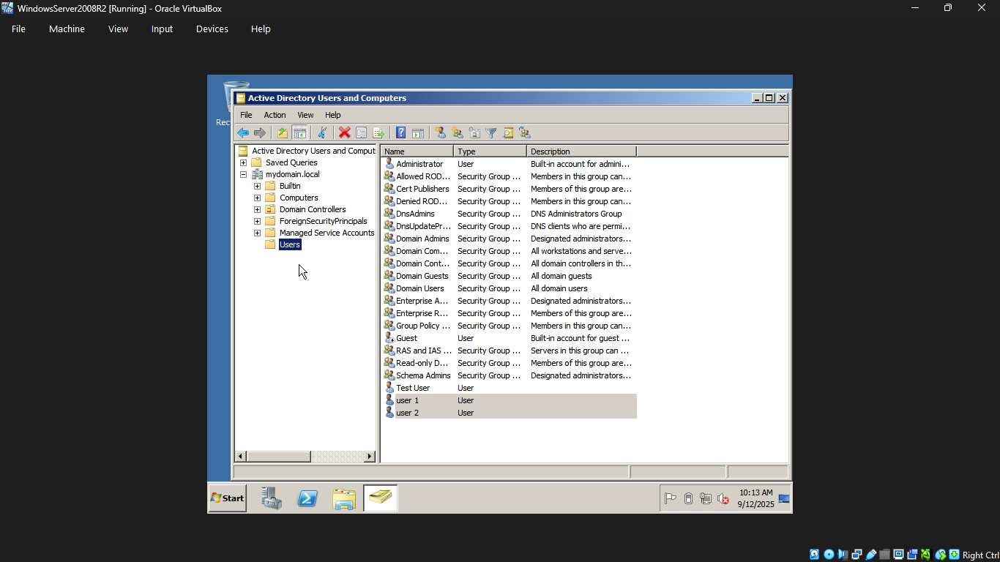 WindowsServer2008R2 [Running] - Oracle VirtualBox
File Machine View Input Devices Help
Active Directory Users and Computers
File Action View Help
Active Directory Users and Comput
Saved Queries
mydomain.local
Builtin
Computers
Domain Controllers
ForeignSecurityPrincipals
Managed Service Accounts
Users
Name Type Description
Administrator User Built-in account for admini...
Allowed ROD... Security Group ... Members in this group can...
Cert Publishers Security Group ... Members of this group are...
Denied ROD... Security Group ... Members in this group can...
DnsAdmins Security Group ... DNS Administrators Group
DnsUpdatePr... Security Group ... DNS clients who are permi...
Domain Admins Security Group ... Designated administrators...
Domain Com... Security Group ... All workstations and serve...
Domain Cont... Security Group ... All domain controllers in th...
Domain Guests Security Group ... All domain guests
Domain Users Security Group ... All domain users
Enterprise A... Security Group ... Designated administrators...
Enterprise R... Security Group ... Members of this group are...
Group Policy ... Security Group ... Members in this group can...
Guest User Built-in account for guest ...
RAS and IAS ... Security Group ... Servers in this group can ...
Read-only D... Security Group ... Members of this group are...
Schema Admins Security Group ... Designated administrators...
Test User User
user 1 User
user 2 User
Start
10:13 AM
9/12/2025
Right Ctrl